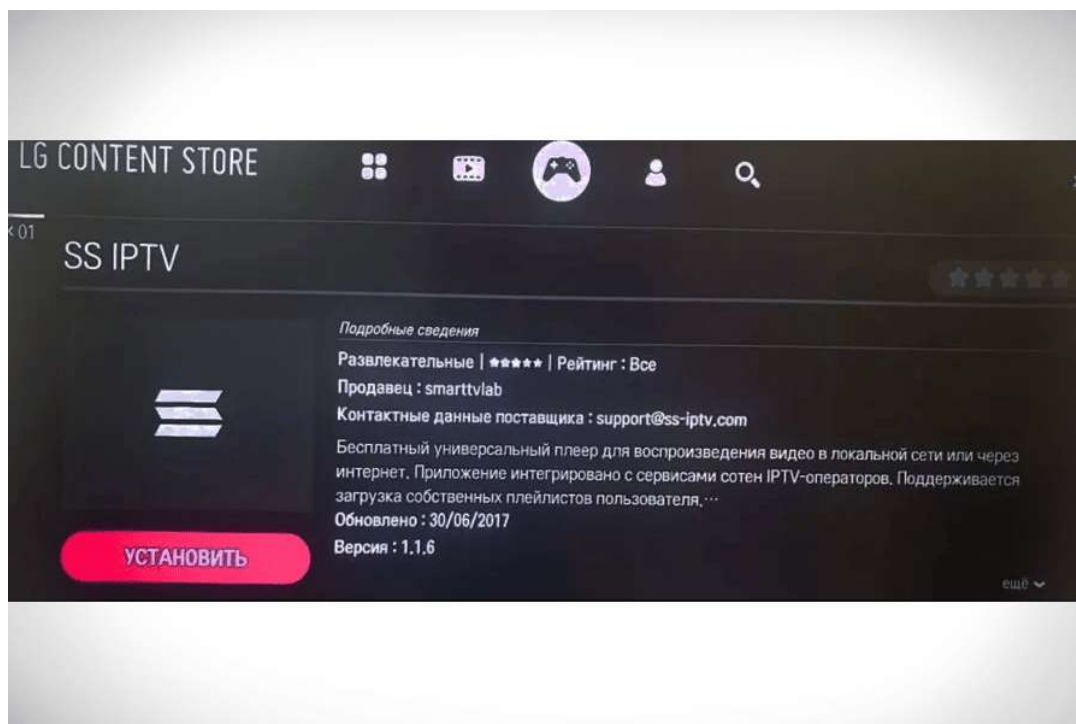 LG CONTENT STORE
01
SS IPTV
Подробные сведения
Развлекательные | ★★★★★ | Рейтинг : Все
Продавец : smarttvlab
Контактные данные поставщика : support@ss-iptv.com
Бесплатный универсальный плеер для воспроизведения видео в локальной сети или через
интернет. Приложение интегрировано с сервисами сотен IPTV-операторов. Поддерживается
загрузка собственных плейлистов пользователя.···
Обновлено : 30/06/2017
Версия : 1.1.6
УСТАНОВИТЬ
ещё